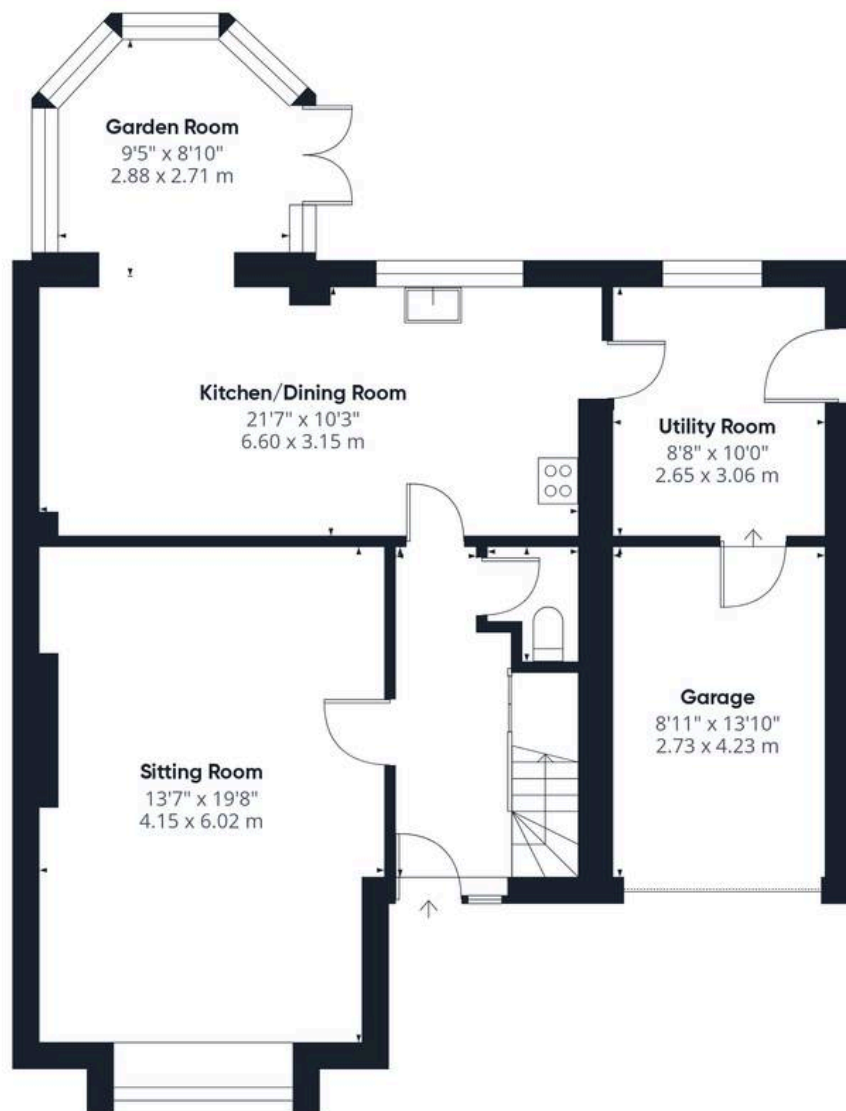 Garden Room
9'5" x 8'10"
2.88 x 2.71 m
Kitchen/Dining Room
21'7" x 10'3"
6.60 x 3.15 m
Utility Room
8'8" x 10'0"
2.65 x 3.06 m
Garage
8'11" x 13'10"
2.73 x 4.23 m
Sitting Room
13'7" x 19'8"
4.15 x 6.02 m